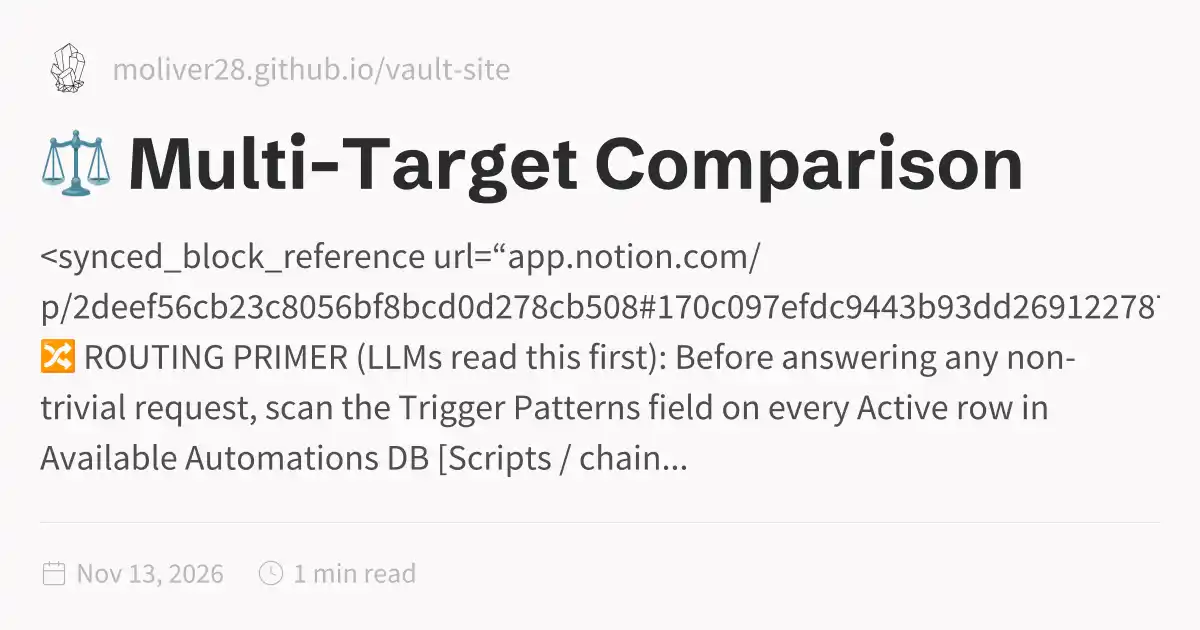 moliver28.github.io/vault-site
⚖️ Multi-Target Comparison
<synced_block_reference url=“app.notion.com/
p/2deef56cb23c8056bf8bcd0d278cb508#170c097efdc9443b93dd26912278
🔀 ROUTING PRIMER (LLMs read this first): Before answering any non-
trivial request, scan the Trigger Patterns field on every Active row in
Available Automations DB [Scripts / chain...
Nov 13, 2026
1 min read